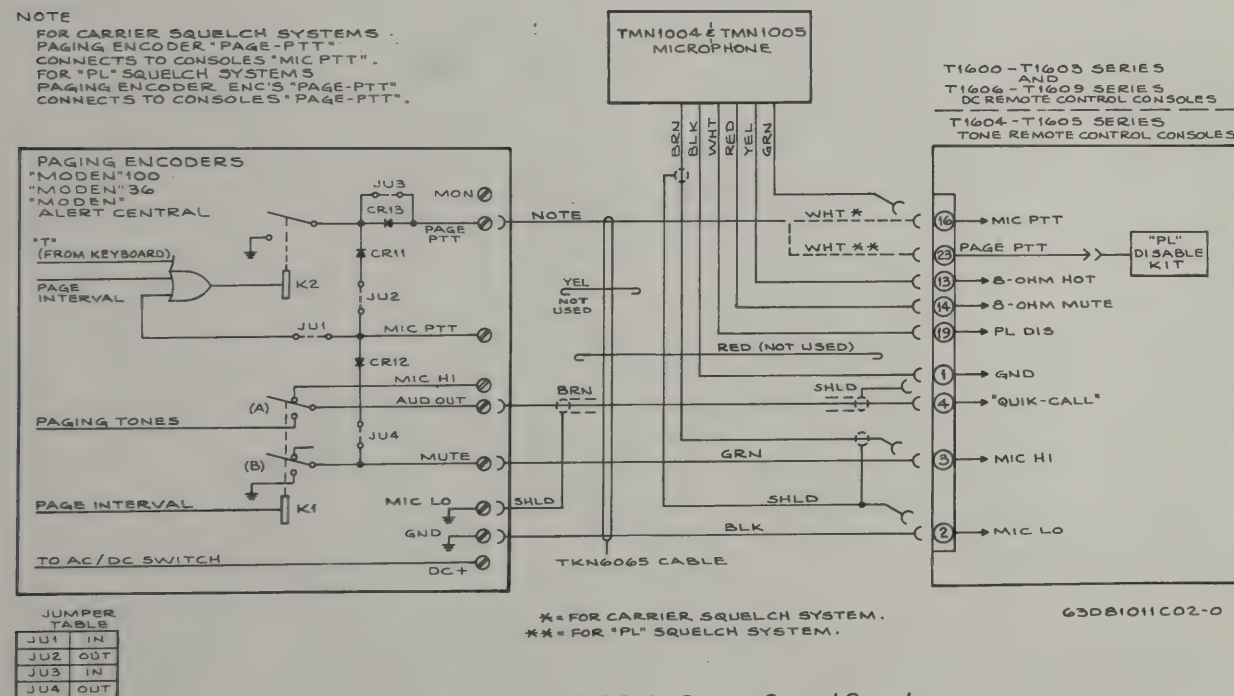 NOTE
FOR CARRIER SQUELCH SYSTEMS.
PAGING ENCODER "PAGE-PTT"
CONNECTS TO CONSOLES "MIC PTT".
FOR "PL" SQUELCH SYSTEMS
PAGING ENCODER ENC'S "PAGE-PTT"
CONNECTS TO CONSOLES "PAGE-PTT".
TMN1004 & TMN1005
MICROPHONE
T1600-T1603 SERIES
AND
T1606-T1609 SERIES
DC REMOTE CONTROL CONSOLES
T1604-T1605 SERIES
TONE REMOTE CONTROL CONSOLES
BRN
BLK
WHT
RED
YEL
GRN
PAGING ENCODERS
"MODEN" 100
"MODEN" 36
"MODEN"
ALERT CENTRAL
JU3
CR13
MON
PAGE
PTT
"T"
(FROM KEYBOARD)
PAGE
INTERVAL
K2
CR11
JU2
JU1
MIC PTT
CR12
MIC HI
(A)
AUD OUT
PAGING TONES
JU4
(B)
MUTE
PAGE INTERVAL
K1
MIC LO
GND
TO AC/DC SWITCH
DC+
NOTE
YEL
NOT
USED
RED (NOT USED)
BRN
SHLD
GRN
SHLD
SHLD
BLK
TKN6065 CABLE
WHT *
WHT **
16 MIC PTT
23 PAGE PTT
"PL"
DISABLE
KIT
13 8-OHM HOT
14 8-OHM MUTE
19 PL DIS
1 GND
4 "QUIK-CALL"
3 MIC HI
2 MIC LO
* = FOR CARRIER SQUELCH SYSTEM.
** = FOR "PL" SQUELCH SYSTEM.
63D81011C02-0
JUMPER
TABLE
JU1 IN
JU2 OUT
JU3 IN
JU4 OUT